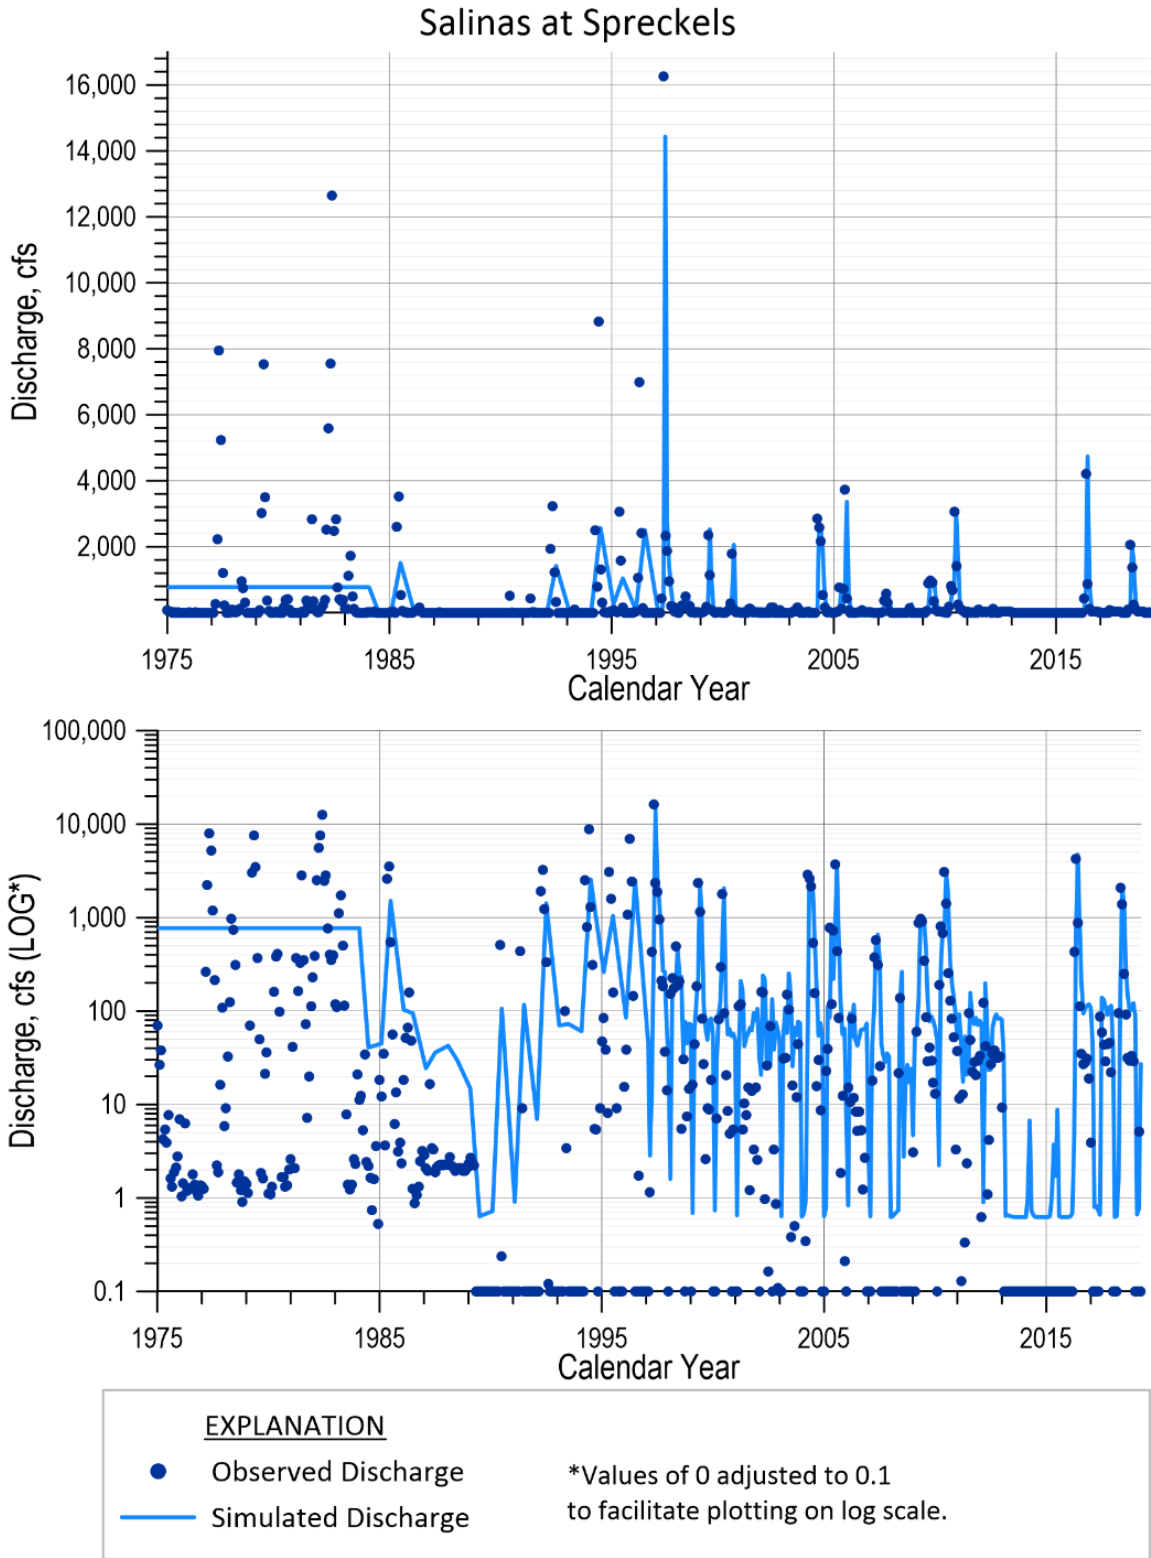 Salinas at Spreckels
16,000
14,000
12,000
10,000
8,000
6,000
4,000
2,000
Discharge, cfs
1975 1985 1995 2005 2015
Calendar Year
100,000
10,000
1,000
100
10
1
0.1
Discharge, cfs (LOG*)
1975 1985 1995 2005 2015
Calendar Year
EXPLANATION
Observed Discharge
Simulated Discharge
*Values of 0 adjusted to 0.1
to facilitate plotting on log scale.